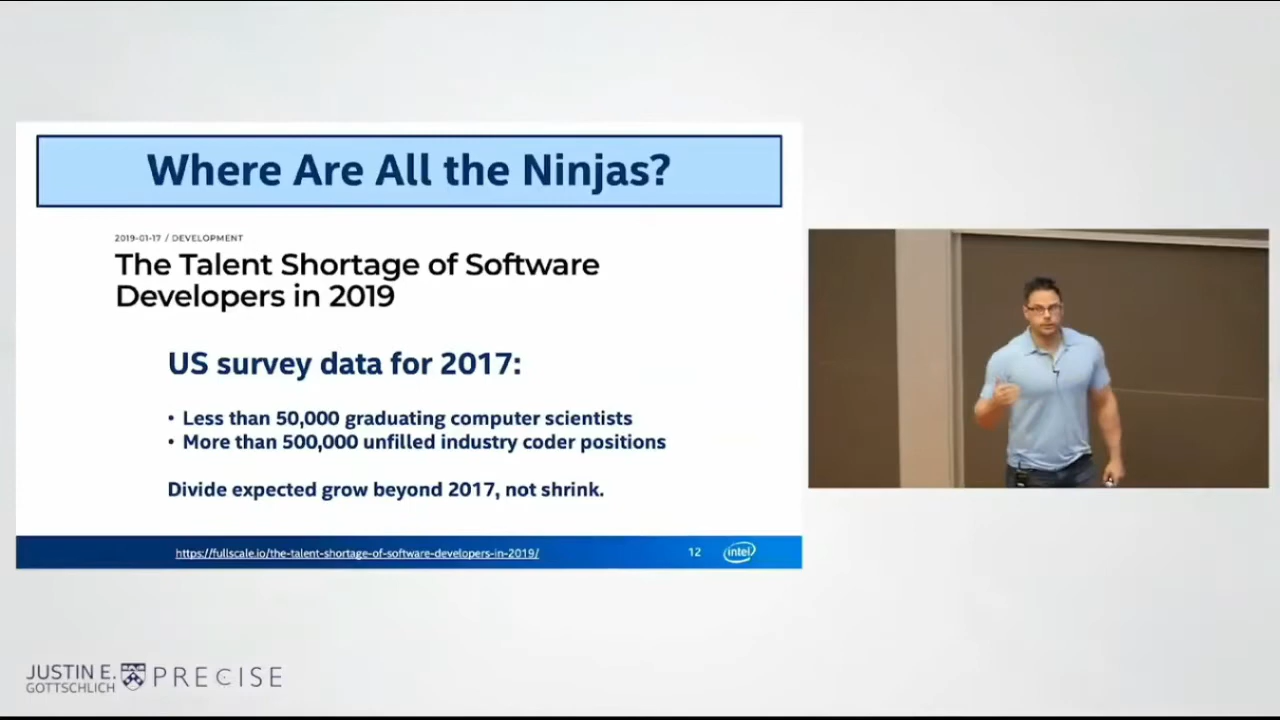 Where Are All the Ninjas?
2019-01-17 / DEVELOPMENT
The Talent Shortage of Software
Developers in 2019
US survey data for 2017:
• Less than 50,000 graduating computer scientists
• More than 500,000 unfilled industry coder positions
Divide expected grow beyond 2017, not shrink.
https://fullscale.io/the-talent-shortage-of-software-developers-in-2019/
12
intel
JUSTIN E.
GOTTSCHLICH
PRECISE